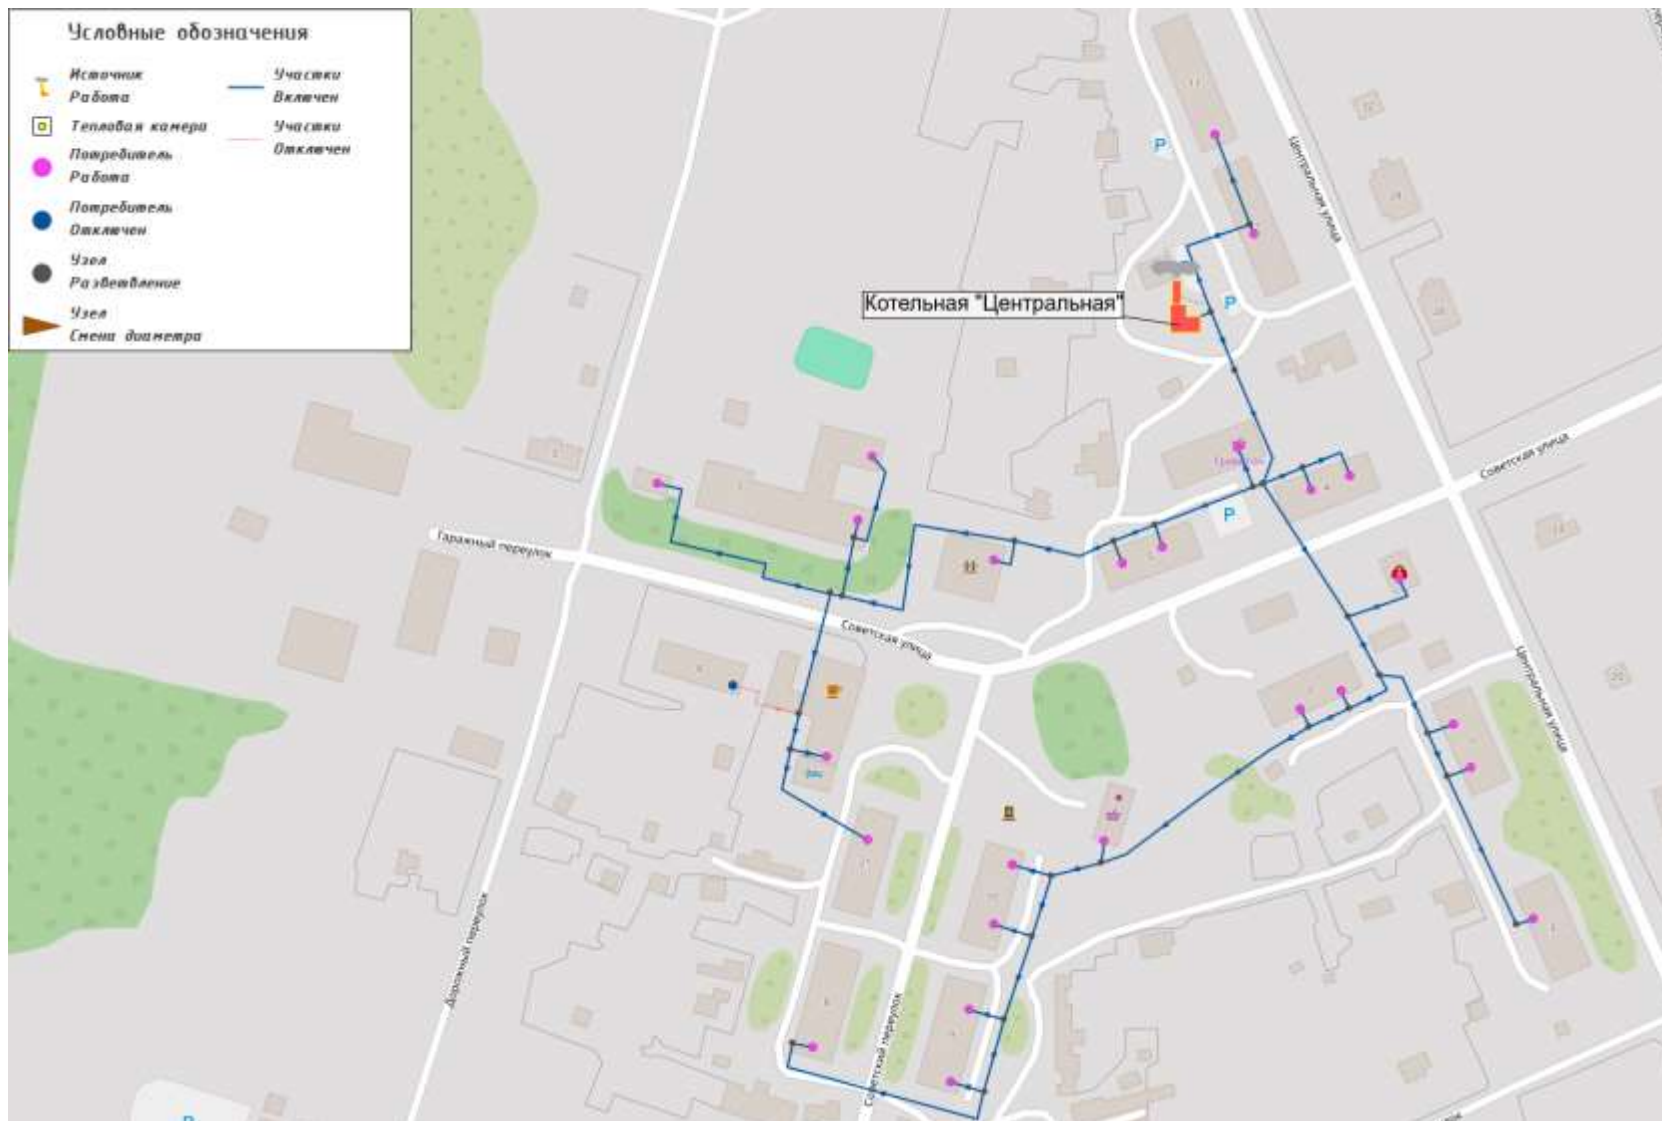 Условные обозначения
Источник
Работа
Тепловая камера
Потребитель
Работа
Потребитель
Отключен
Узел
Разветвление
Узел
Смена диаметра
Участки
Включен
Участки
Отключен
P
Центральная улица
Котельная "Центральная"
P
Советская улица
P
Гаражный переулок
Советская улица
Центральная улица
Дорожный переулок
Советский переулок
P